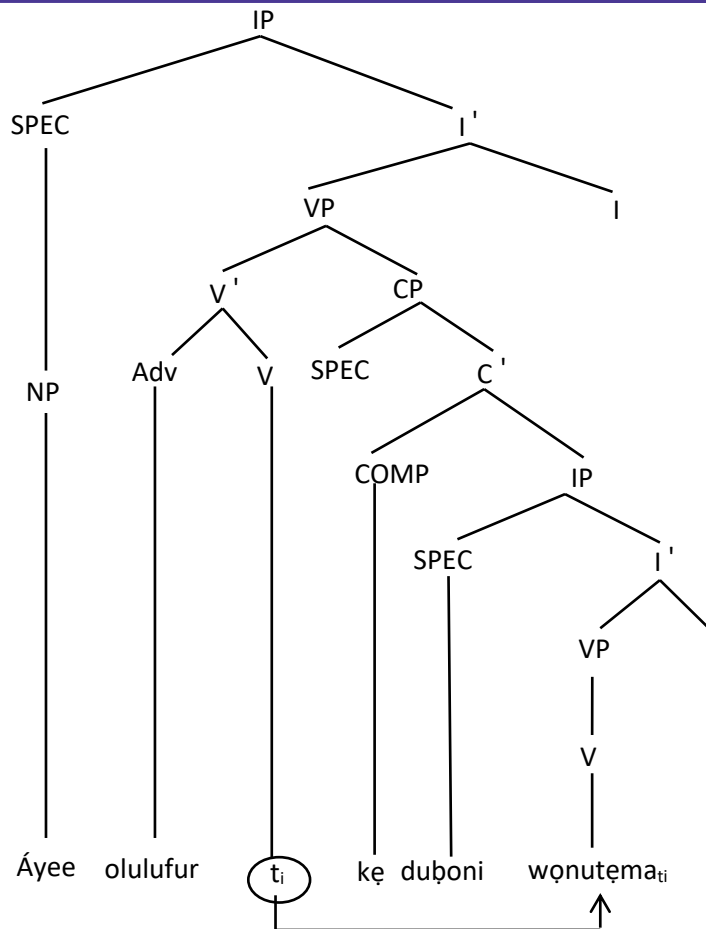 IP
SPEC I '
VP I
V ' CP
Adv V SPEC C '
NP
COMP IP
SPEC I '
VP
V
Áyee olulufur ti kẹ duḅoni wọnutẹmati